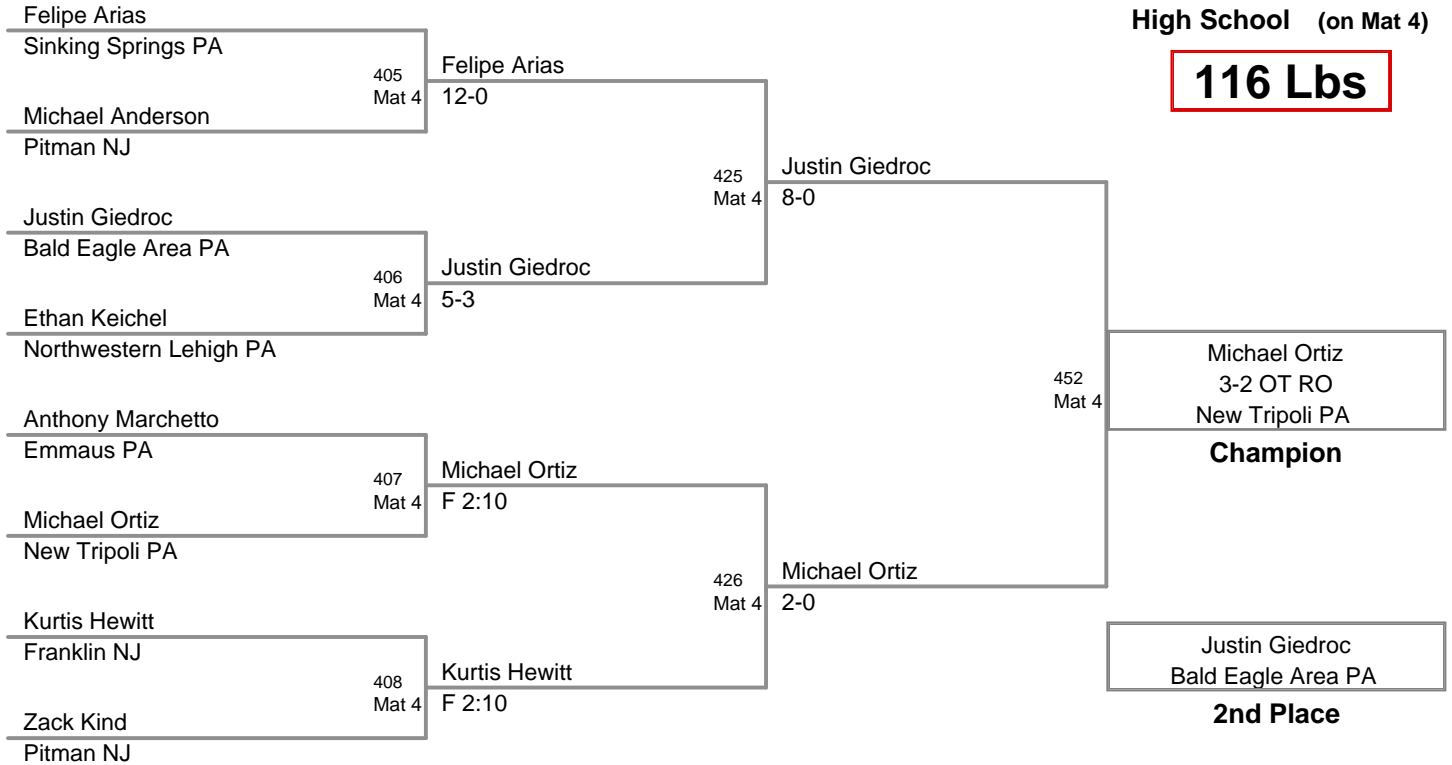 Felipe Arias
Sinking Springs PA
405
Mat 4
Felipe Arias
12-0
Michael Anderson
Pitman NJ
High School (on Mat 4)
116 Lbs
425
Mat 4
Justin Giedroc
8-0
Justin Giedroc
Bald Eagle Area PA
406
Mat 4
Justin Giedroc
5-3
Ethan Keichel
Northwestern Lehigh PA
452
Mat 4
Michael Ortiz
3-2 OT RO
New Tripoli PA
Champion
Anthony Marchetto
Emmaus PA
407
Mat 4
Michael Ortiz
F 2:10
Michael Ortiz
New Tripoli PA
426
Mat 4
Michael Ortiz
2-0
Kurtis Hewitt
Franklin NJ
408
Mat 4
Kurtis Hewitt
F 2:10
Zack Kind
Pitman NJ
Justin Giedroc
Bald Eagle Area PA
2nd Place